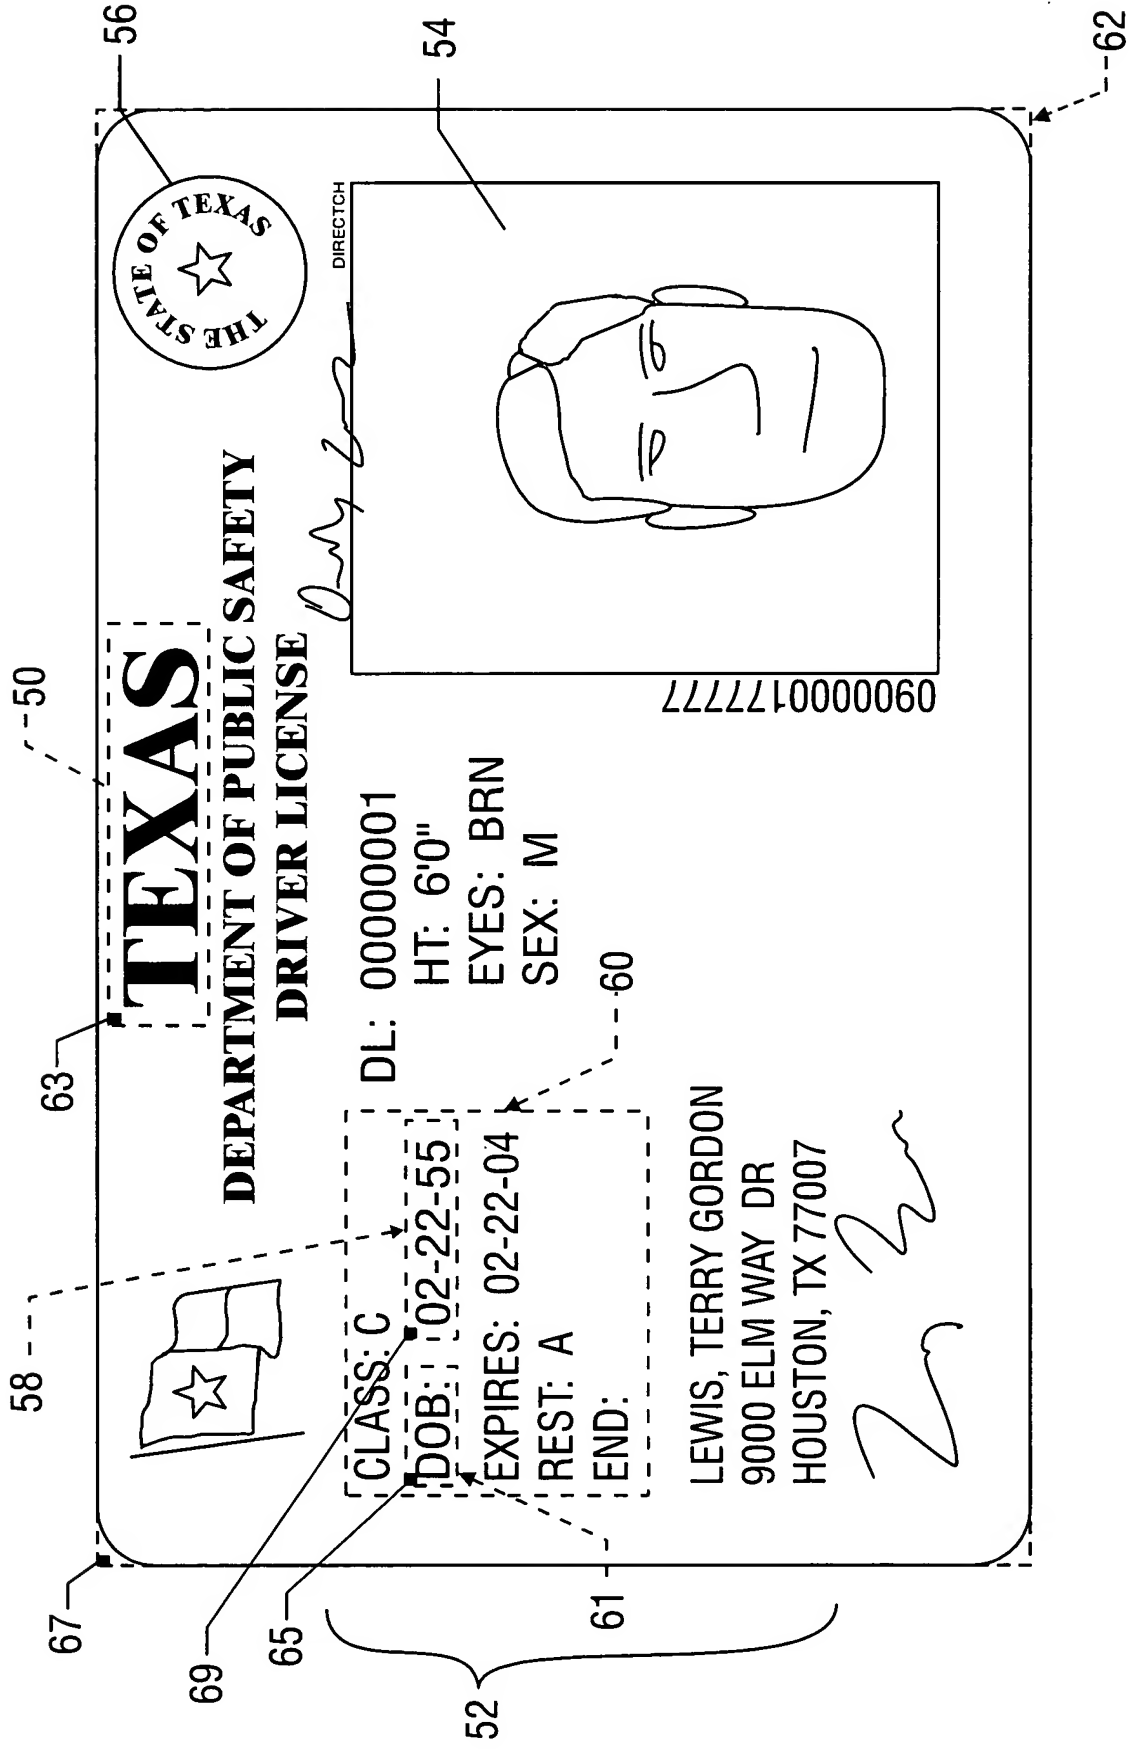 56
54
62
50
63
TEXAS
THE STATE OF TEXAS
DEPARTMENT OF PUBLIC SAFETY
DRIVER LICENSE
DIRECTCH
58
CLASS: C
DOB: 02-22-55
EXPIRES: 02-22-04
REST: A
END:
DL: 00000001
HT: 6'0"
EYES: BRN
SEX: M
60
090000177777
LEWIS, TERRY GORDON
9000 ELM WAY DR
HOUSTON, TX 77007
67
69
65
61
52